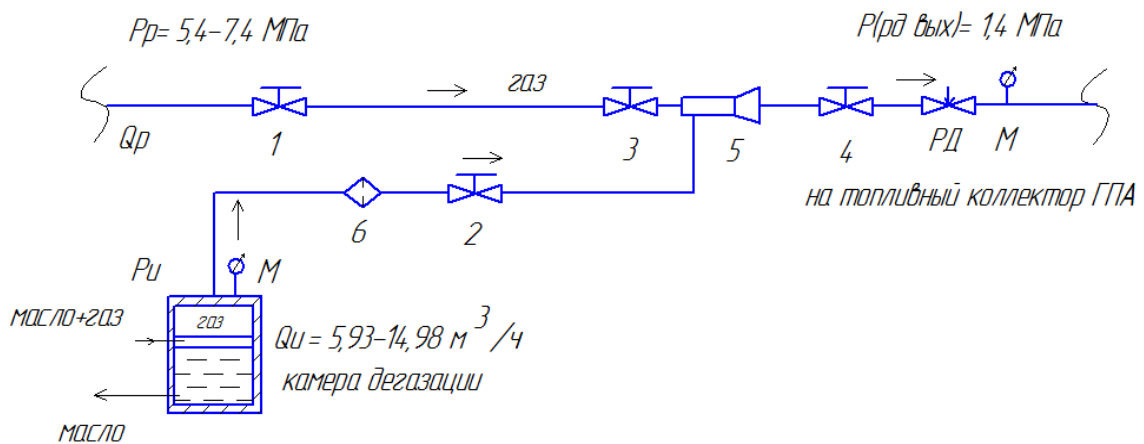 Рр= 5,4–7,4 МПа
Р(рд вых)= 1,4 МПа
газ
Qр
1
3
5
4
РД
М
на топливный коллектор ГПА
6
2
Ри
М
масло+газ
газ
Qи = 5,93–14,98 м³/ч
камера дегазации
масло